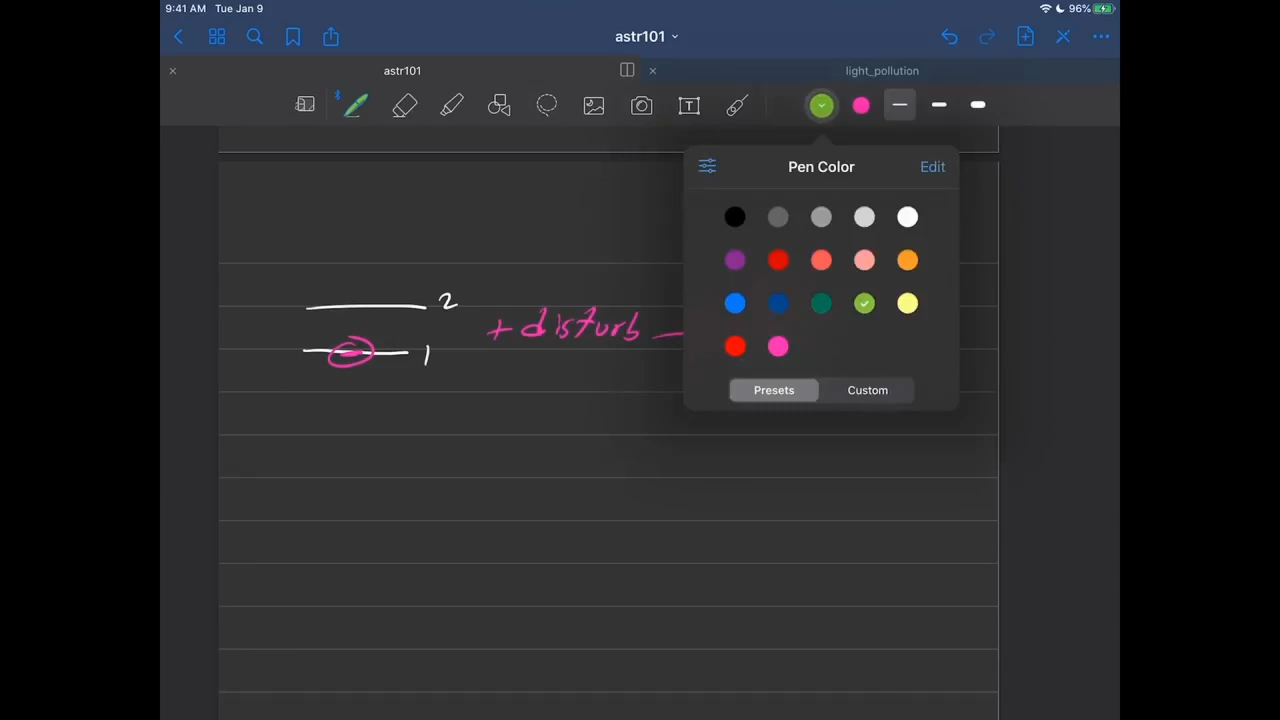 9:41 AM Tue Jan 9 96%
astr101
astr101 light_pollution
T
Pen Color Edit
2
+ disturb
1
Presets Custom